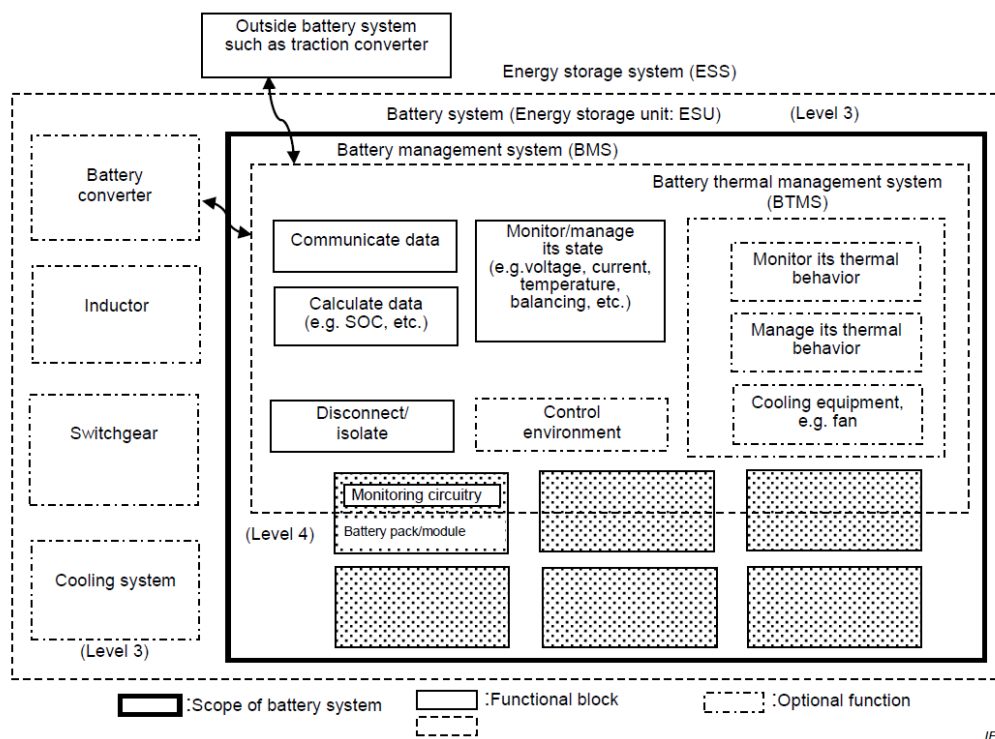 Outside battery system
such as traction converter
Energy storage system (ESS)
Battery system (Energy storage unit: ESU)
(Level 3)
Battery management system (BMS)
Battery
converter
Battery thermal management system
(BTMS)
Communicate data
Monitor/manage
its state
(e.g.voltage, current,
temperature,
balancing, etc.)
Monitor its thermal
behavior
Inductor
Calculate data
(e.g. SOC, etc.)
Manage its thermal
behavior
Switchgear
Disconnect/
isolate
Control
environment
Cooling equipment,
e.g. fan
Monitoring circuitry
(Level 4)
Battery pack/module
Cooling system
(Level 3)
:Scope of battery system
:Functional block
:Optional function